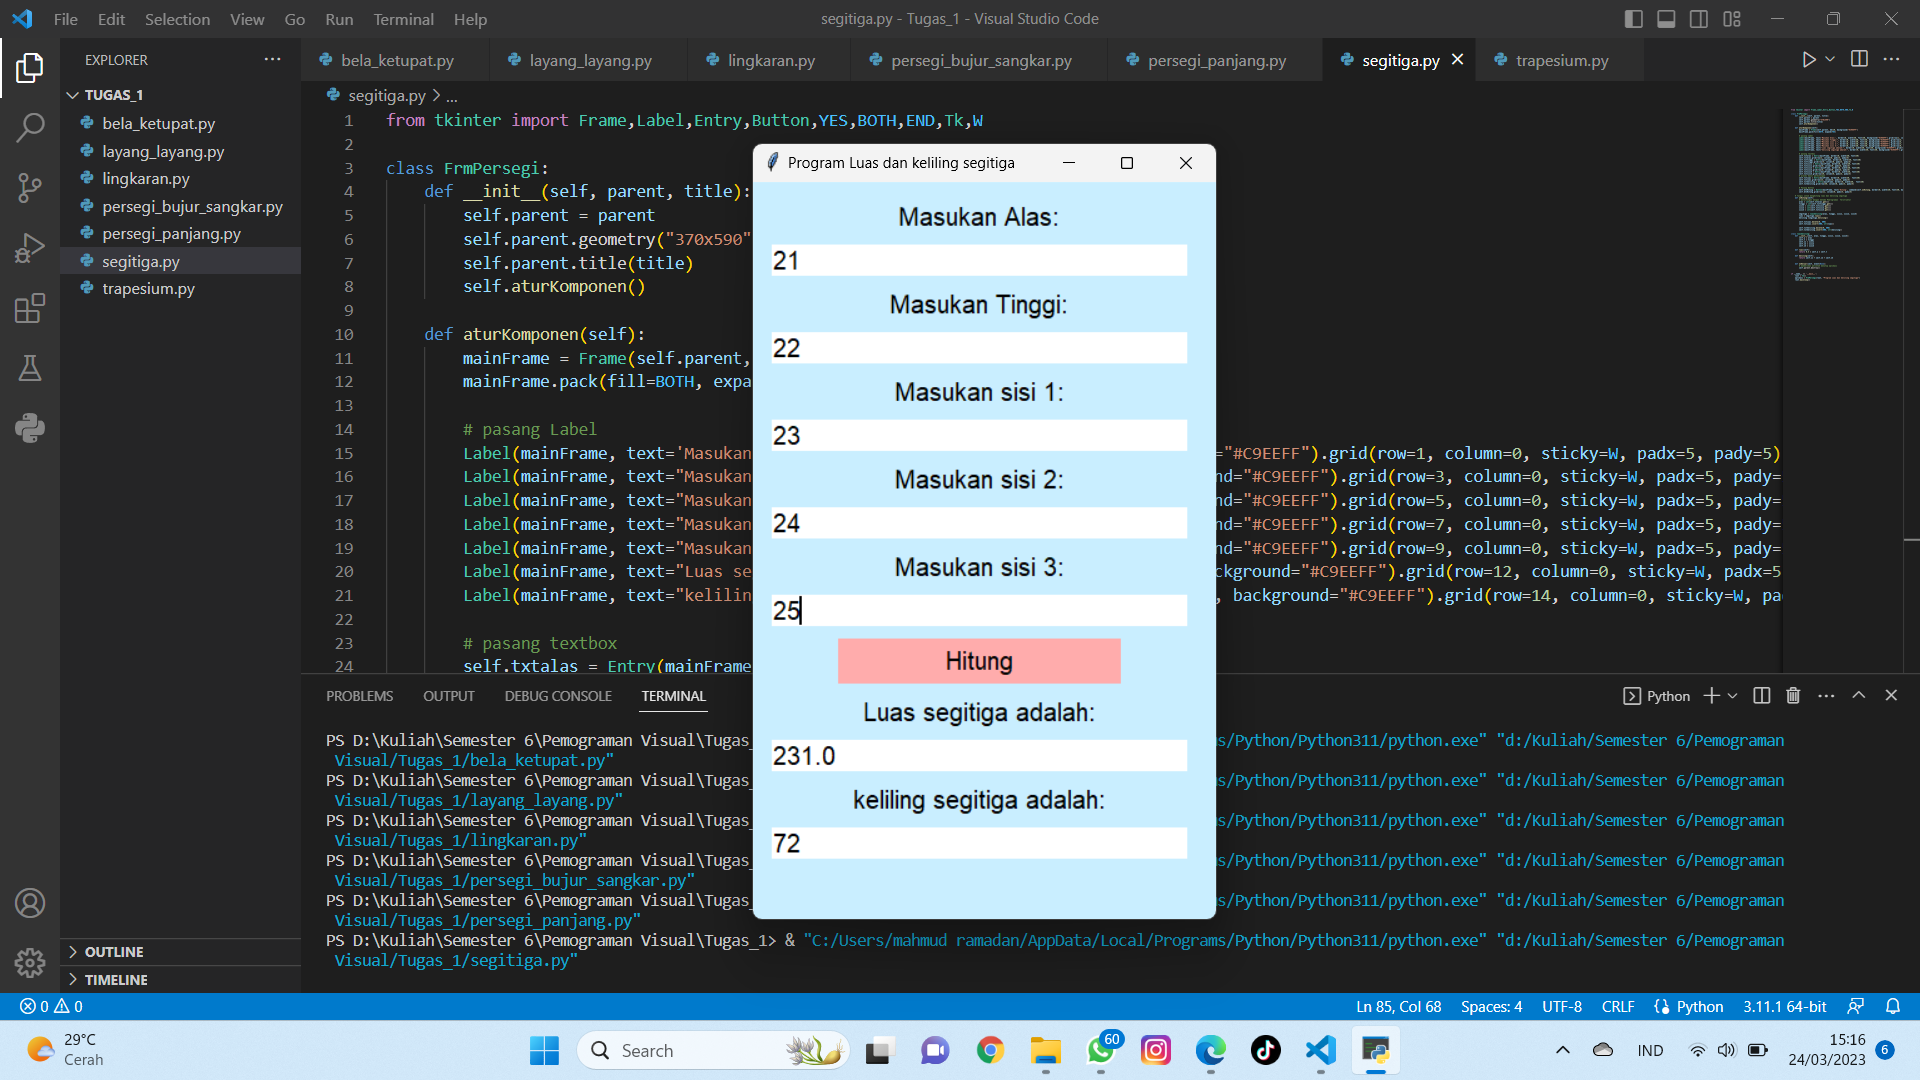 File Edit Selection View Go Run Terminal Help
segitiga.py - Tugas_1 - Visual Studio Code
EXPLORER
TUGAS_1
bela_ketupat.py
layang_layang.py
lingkaran.py
persegi_bujur_sangkar.py
persegi_panjang.py
segitiga.py
trapesium.py
OUTLINE
TIMELINE
bela_ketupat.py layang_layang.py lingkaran.py persegi_bujur_sangkar.py persegi_panjang.py segitiga.py trapesium.py
segitiga.py > ...
1 from tkinter import Frame,Label,Entry,Button,YES,BOTH,END,Tk,W
2
3 class FrmPersegi:
4 def __init__(self, parent, title):
5 self.parent = parent
6 self.parent.geometry("370x590"
7 self.parent.title(title)
8 self.aturKomponen()
9
10 def aturKomponen(self):
11 mainFrame = Frame(self.parent,
12 mainFrame.pack(fill=BOTH, expa
13
14 # pasang Label
15 Label(mainFrame, text='Masukan ="#C9EEFF").grid(row=1, column=0, sticky=W, padx=5, pady=5)
16 Label(mainFrame, text="Masukan nd="#C9EEFF").grid(row=3, column=0, sticky=W, padx=5, pady=
17 Label(mainFrame, text="Masukan nd="#C9EEFF").grid(row=5, column=0, sticky=W, padx=5, pady=
18 Label(mainFrame, text="Masukan nd="#C9EEFF").grid(row=7, column=0, sticky=W, padx=5, pady=
19 Label(mainFrame, text="Masukan nd="#C9EEFF").grid(row=9, column=0, sticky=W, padx=5, pady=
20 Label(mainFrame, text="Luas se ckground="#C9EEFF").grid(row=12, column=0, sticky=W, padx=5
21 Label(mainFrame, text="kelilin , background="#C9EEFF").grid(row=14, column=0, sticky=W, pa
22
23 # pasang textbox
24 self.txtalas = Entry(mainFrame
Program Luas dan keliling segitiga
Masukan Alas:
21
Masukan Tinggi:
22
Masukan sisi 1:
23
Masukan sisi 2:
24
Masukan sisi 3:
25
Hitung
Luas segitiga adalah:
231.0
keliling segitiga adalah:
72
PROBLEMS OUTPUT DEBUG CONSOLE TERMINAL
Python
PS D:\Kuliah\Semester 6\Pemograman Visual\Tugas_ s/Python/Python311/python.exe" "d:/Kuliah/Semester 6/Pemograman
Visual/Tugas_1/bela_ketupat.py"
PS D:\Kuliah\Semester 6\Pemograman Visual\Tugas_ s/Python/Python311/python.exe" "d:/Kuliah/Semester 6/Pemograman
Visual/Tugas_1/layang_layang.py"
PS D:\Kuliah\Semester 6\Pemograman Visual\Tugas_ s/Python/Python311/python.exe" "d:/Kuliah/Semester 6/Pemograman
Visual/Tugas_1/lingkaran.py"
PS D:\Kuliah\Semester 6\Pemograman Visual\Tugas_ s/Python/Python311/python.exe" "d:/Kuliah/Semester 6/Pemograman
Visual/Tugas_1/persegi_bujur_sangkar.py"
PS D:\Kuliah\Semester 6\Pemograman Visual\Tugas_ s/Python/Python311/python.exe" "d:/Kuliah/Semester 6/Pemograman
Visual/Tugas_1/persegi_panjang.py"
PS D:\Kuliah\Semester 6\Pemograman Visual\Tugas_1> & "C:/Users/mahmud ramadan/AppData/Local/Programs/Python/Python311/python.exe" "d:/Kuliah/Semester 6/Pemograman
Visual/Tugas_1/segitiga.py"
0 0
Ln 85, Col 68 Spaces: 4 UTF-8 CRLF Python 3.11.1 64-bit
29°C
Cerah
Search
60
IND
15:16
24/03/2023
6